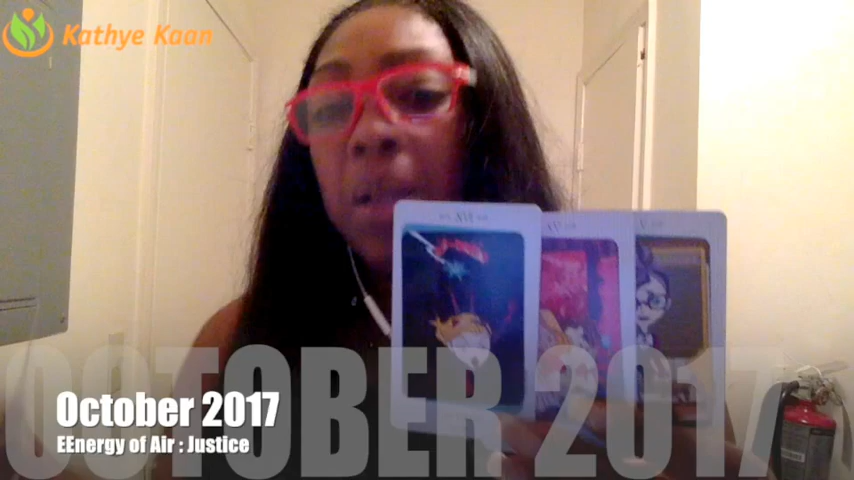 Kathye Kaan
OCTOBER 2017
October 2017
EEnergy of Air : Justice